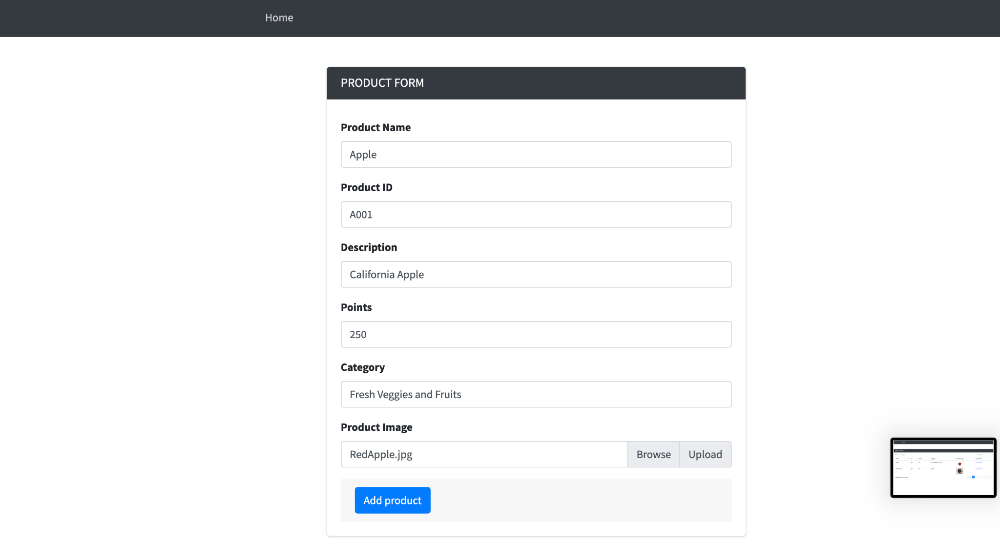 Home
PRODUCT FORM
Product Name
Apple
Product ID
A001
Description
California Apple
Points
250
Category
Fresh Veggies and Fruits
Product Image
RedApple.jpg Browse Upload
Add product